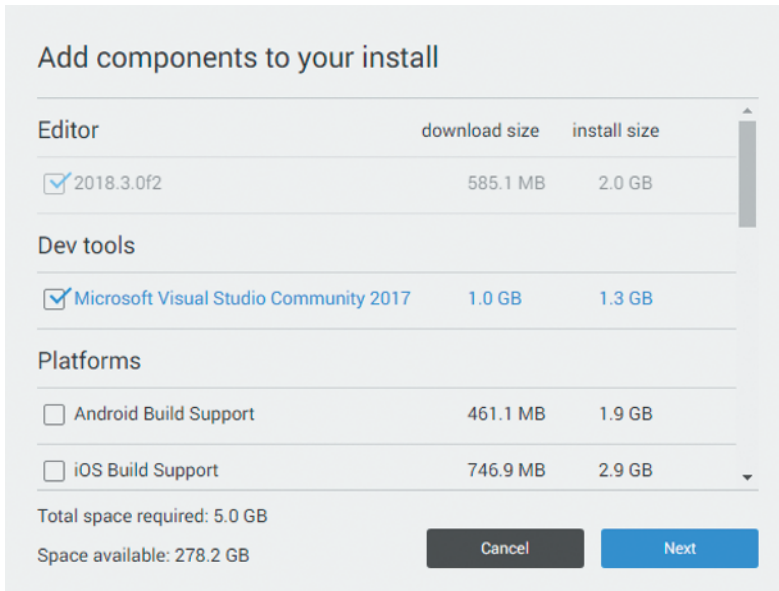 Add components to your install
Editor download size install size
2018.3.0f2 585.1 MB 2.0 GB
Dev tools
Microsoft Visual Studio Community 2017 1.0 GB 1.3 GB
Platforms
Android Build Support 461.1 MB 1.9 GB
iOS Build Support 746.9 MB 2.9 GB
Total space required: 5.0 GB
Space available: 278.2 GB
Cancel Next